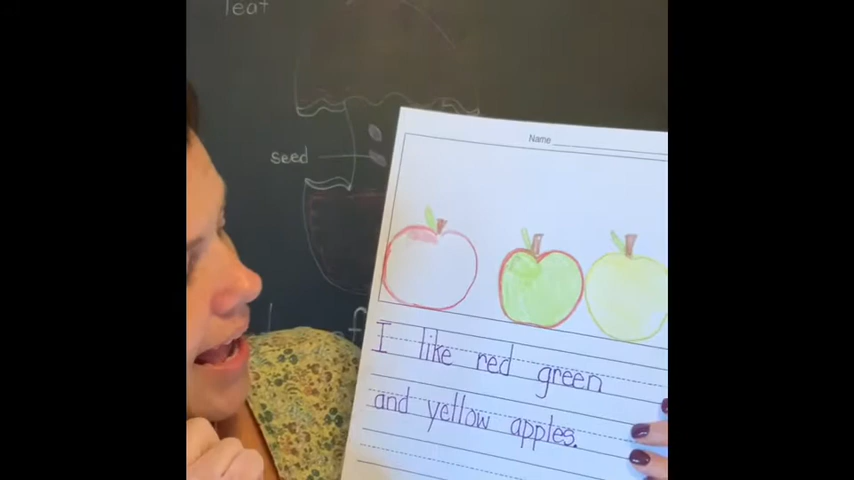 leaf
seed
Name
I like red green
and yellow apples.